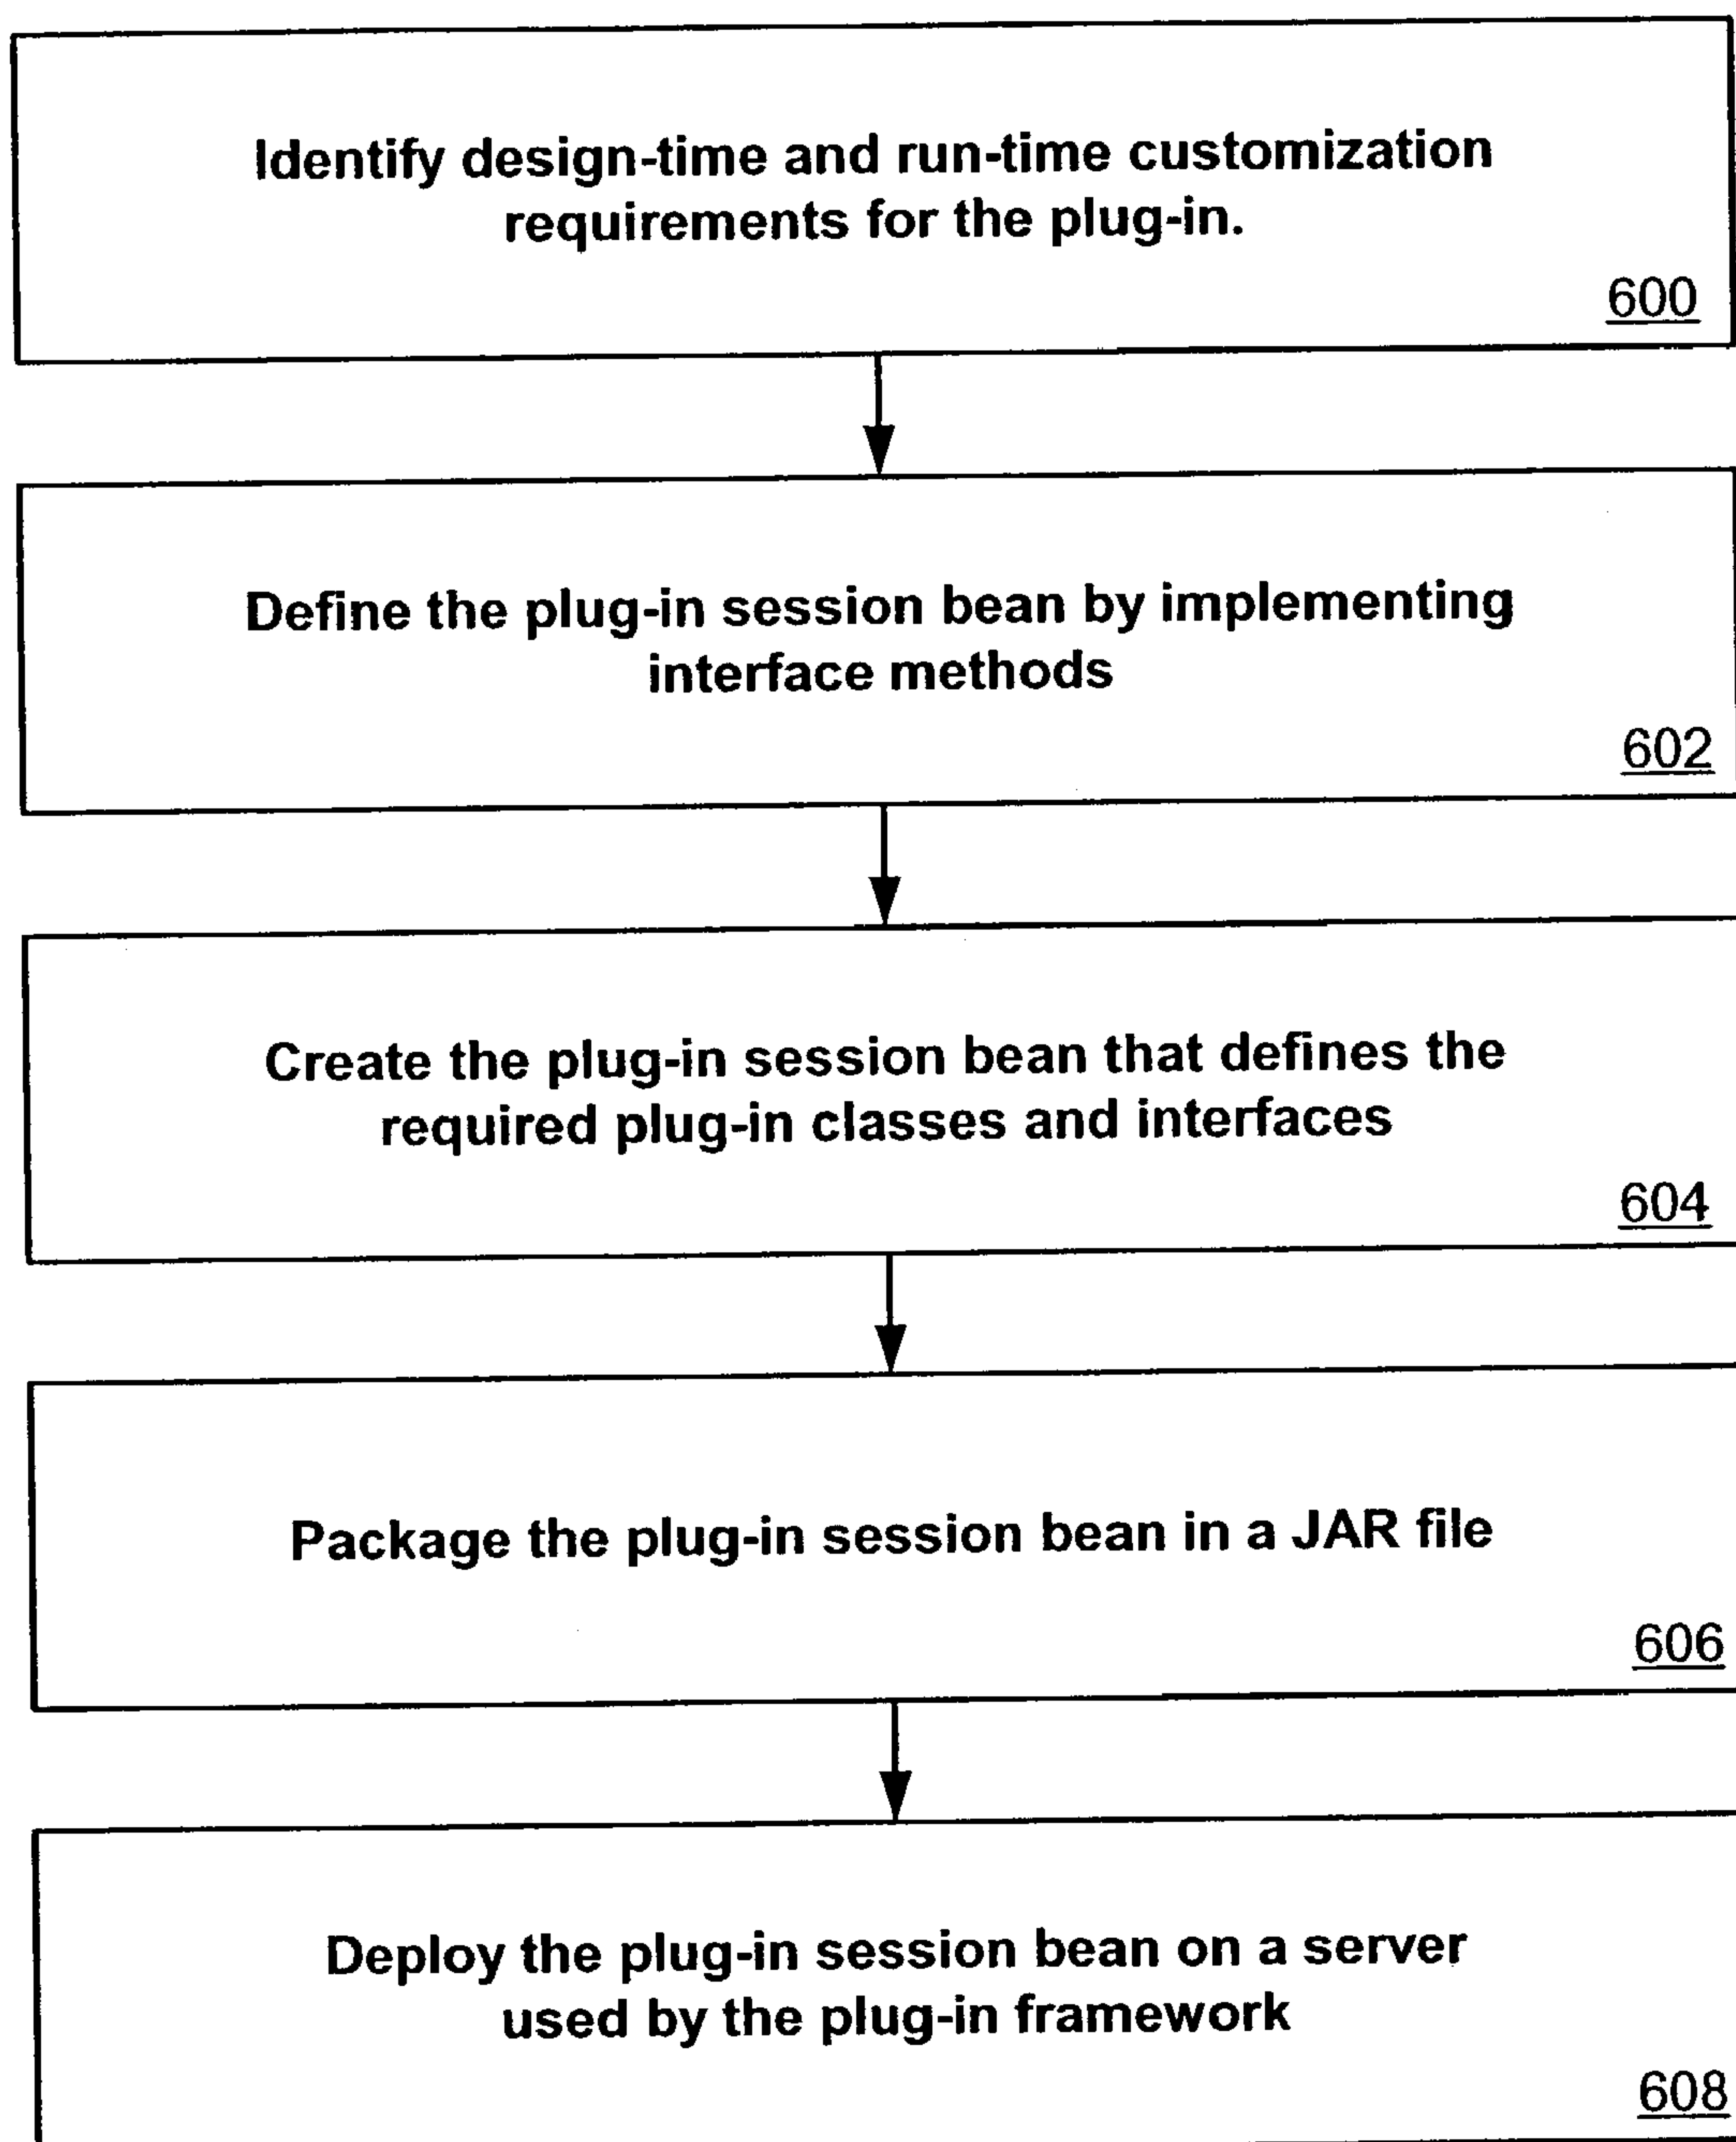 Identify design-time and run-time customization
requirements for the plug-in.
600
Define the plug-in session bean by implementing
interface methods
602
Create the plug-in session bean that defines the
required plug-in classes and interfaces
604
Package the plug-in session bean in a JAR file
606
Deploy the plug-in session bean on a server
used by the plug-in framework
608